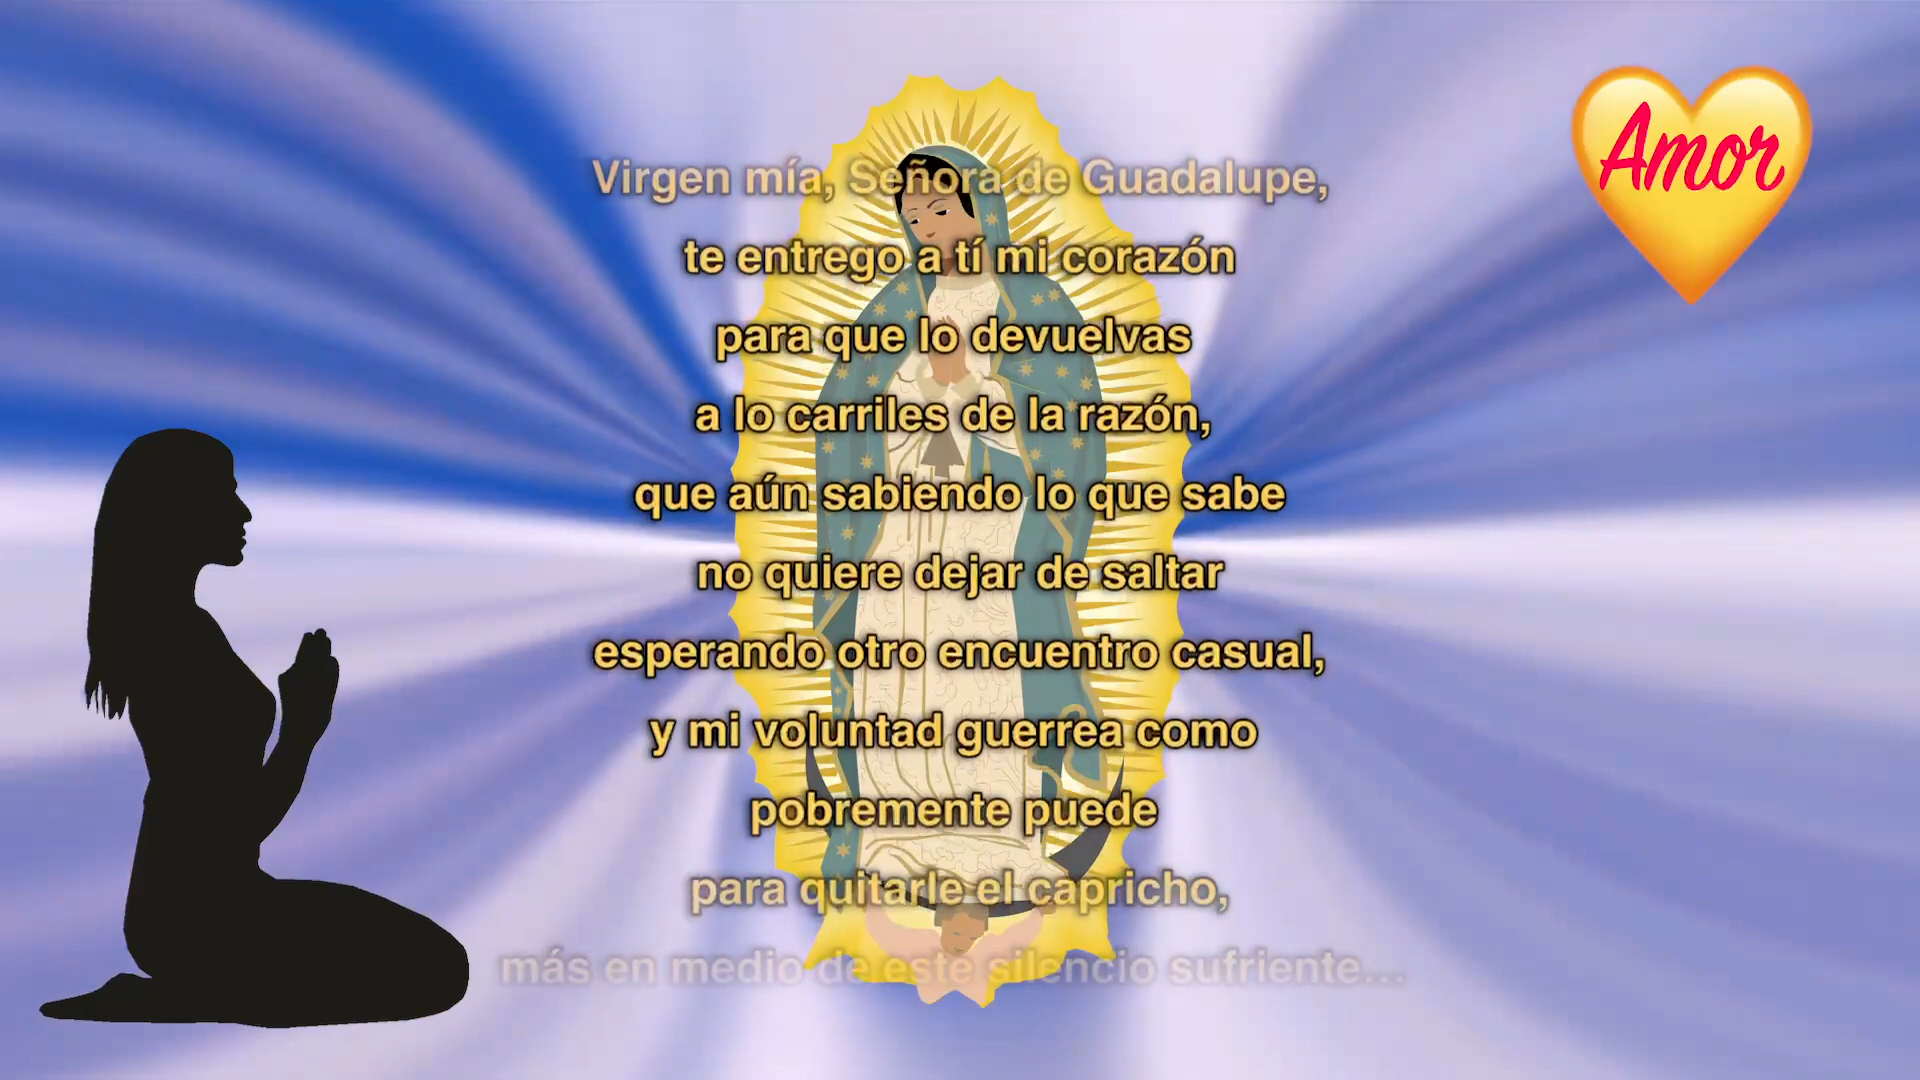 Amor
Virgen mía, Señora de Guadalupe,
te entrego a tí mi corazón
para que lo devuelvas
a lo carriles de la razón,
que aún sabiendo lo que sabe
no quiere dejar de saltar
esperando otro encuentro casual,
y mi voluntad guerrea como
pobremente puede
para quitarle el capricho,
más en medio de este silencio sufriente...